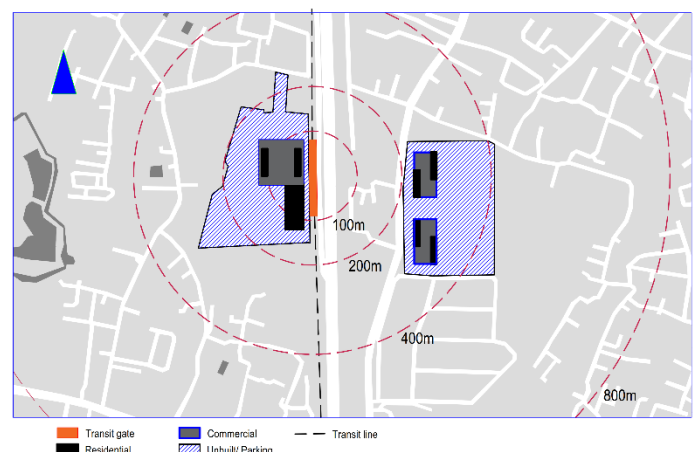 100m
200m
400m
800m
Transit gate
Commercial
Transit line
Residential
Unbuilt/ Parking